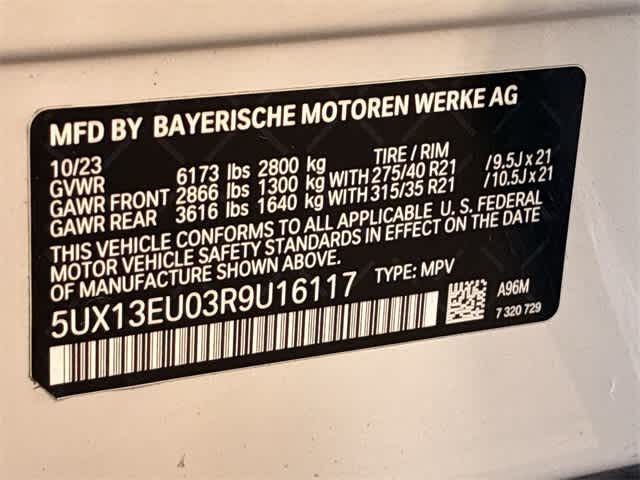 MFD BY BAYERISCHE MOTOREN WERKE AG
10/23 TIRE / RIM
GVWR 6173 lbs 2800 kg
GAWR FRONT 2866 lbs 1300 kg WITH 275/40 R21 /9.5J x 21
GAWR REAR 3616 lbs 1640 kg WITH 315/35 R21 /10.5J x 21
THIS VEHICLE CONFORMS TO ALL APPLICABLE U. S. FEDERAL
MOTOR VEHICLE SAFETY STANDARDS IN EFFECT ON THE DATE
OF MANUFACTURE SHOWN ABOVE.
5UX13EU03R9U16117 TYPE: MPV
A96M
7 320 729